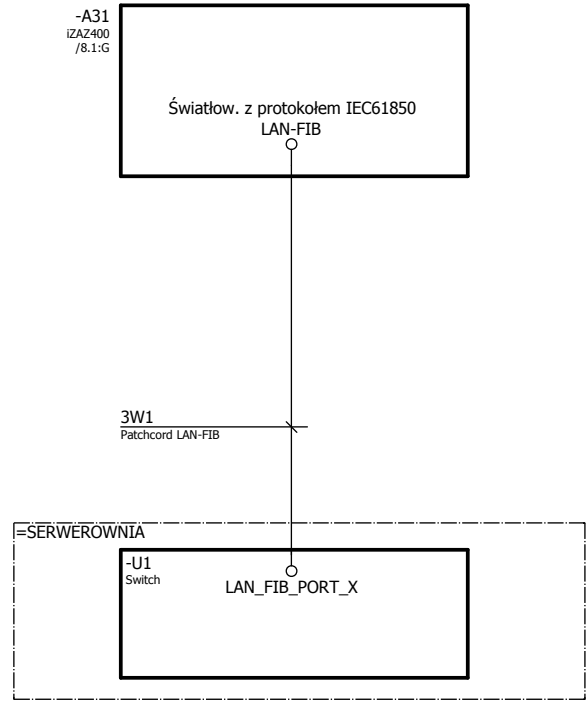 -A31
iZAZ400
/8.1:G
Światłow. z protokołem IEC61850
LAN-FIB
3W1
Patchcord LAN-FIB
=SERWEROWNIA
-U1
Switch
LAN_FIB_PORT_X